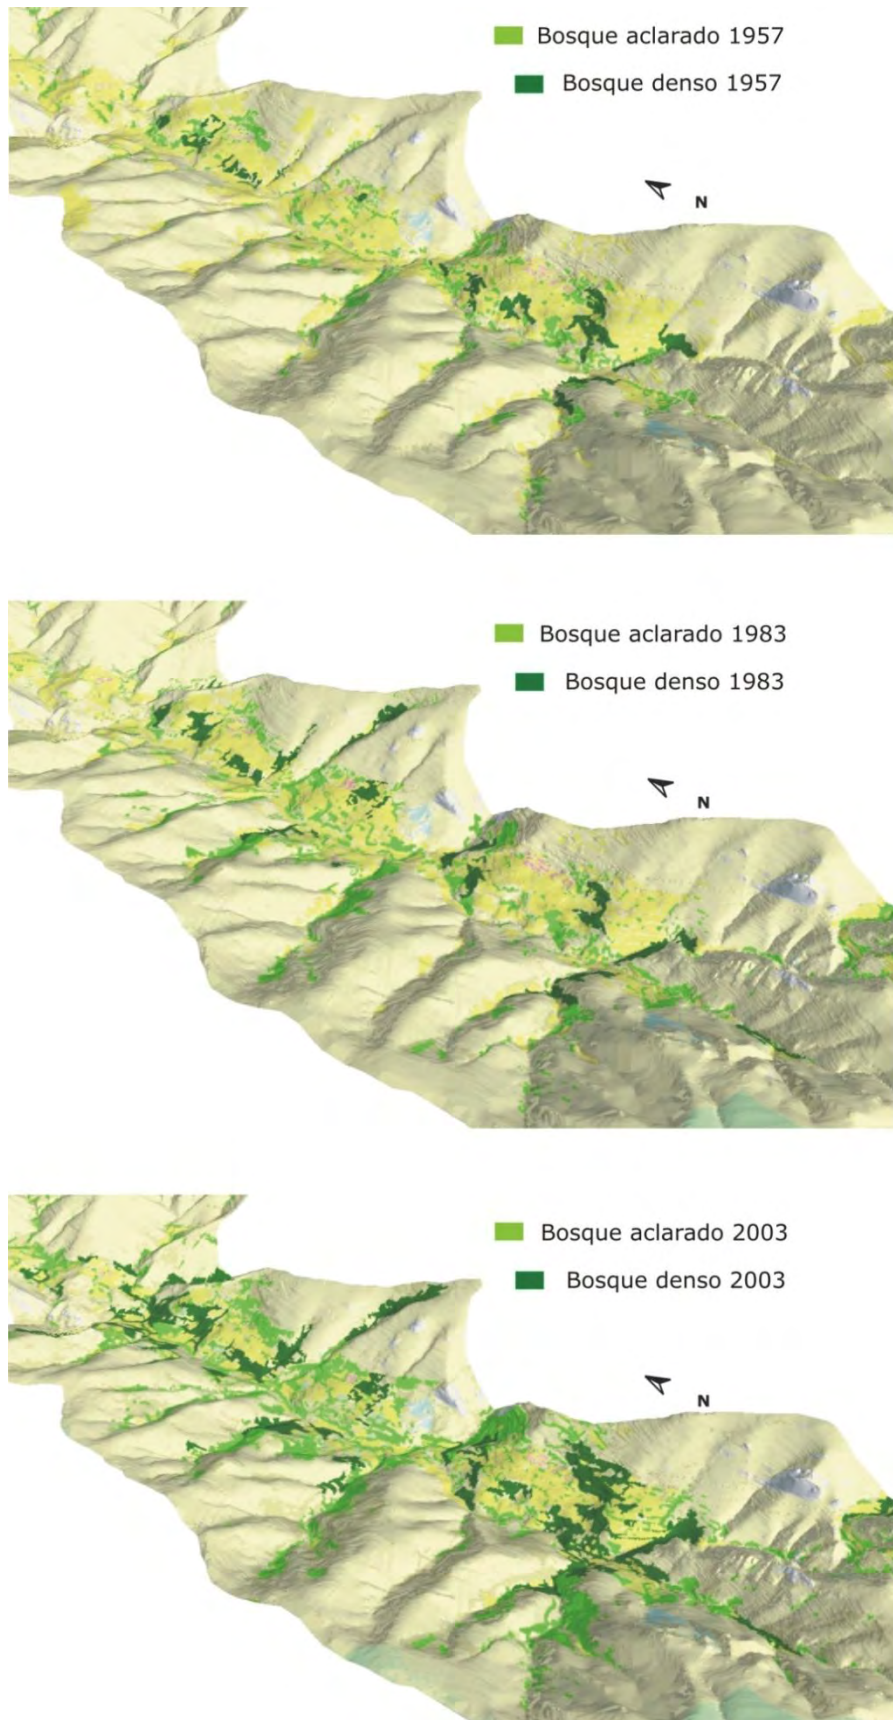 Bosque aclarado 1957
Bosque denso 1957
N
Bosque aclarado 1983
Bosque denso 1983
N
Bosque aclarado 2003
Bosque denso 2003
N